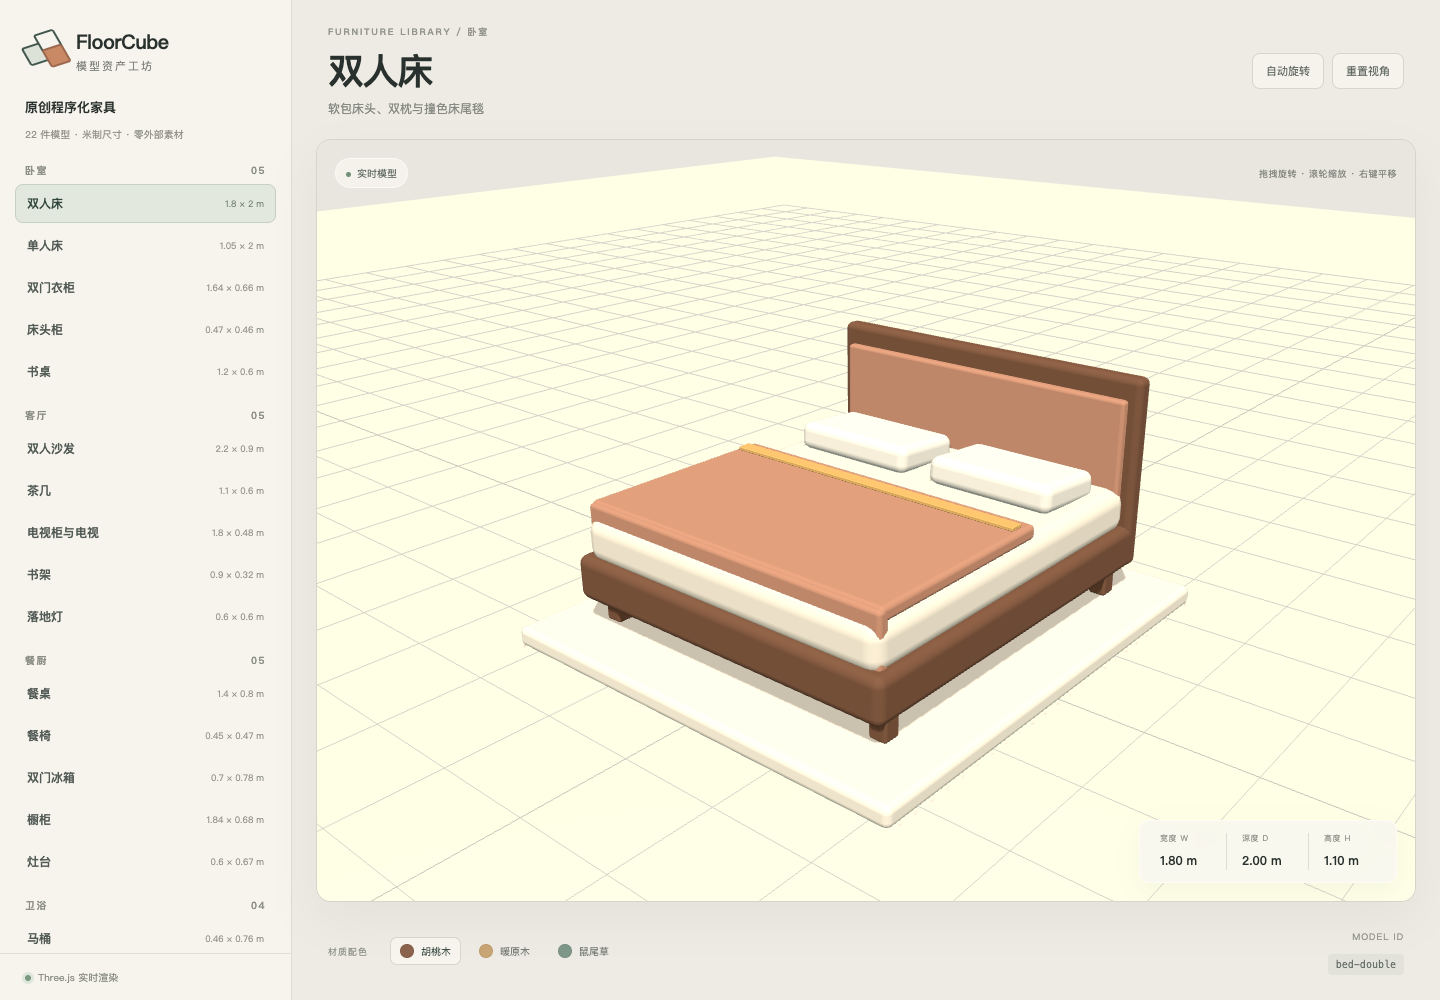 FloorCube
模型资产工坊
原创程序化家具
22 件模型 · 米制尺寸 · 零外部素材
卧室 05
双人床 1.8 × 2 m
单人床 1.05 × 2 m
双门衣柜 1.64 × 0.66 m
床头柜 0.47 × 0.46 m
书桌 1.2 × 0.6 m
客厅 05
双人沙发 2.2 × 0.9 m
茶几 1.1 × 0.6 m
电视柜与电视 1.8 × 0.48 m
书架 0.9 × 0.32 m
落地灯 0.6 × 0.6 m
餐厨 05
餐桌 1.4 × 0.8 m
餐椅 0.45 × 0.47 m
双门冰箱 0.7 × 0.78 m
橱柜 1.84 × 0.68 m
灶台 0.6 × 0.67 m
卫浴 04
马桶 0.46 × 0.76 m
Three.js 实时渲染
FURNITURE LIBRARY / 卧室
双人床
软包床头、双枕与撞色床尾毯
自动旋转 重置视角
实时模型
拖拽旋转 · 滚轮缩放 · 右键平移
宽度 W 深度 D 高度 H
1.80 m 2.00 m 1.10 m
材质配色 胡桃木 暖原木 鼠尾草
MODEL ID
bed-double